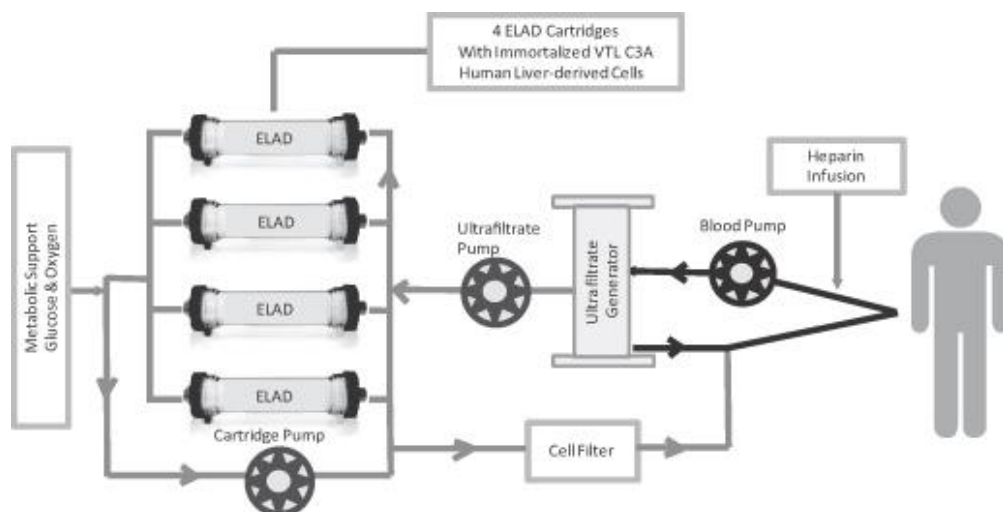 4 ELAD Cartridges
With Immortalized VTL C3A
Human Liver-derived Cells
ELAD
ELAD
ELAD
ELAD
Metabolic Support
Glucose & Oxygen
Cartridge Pump
Ultrafiltrate
Pump
Ultrafiltrate
Generator
Blood Pump
Heparin
Infusion
Cell Filter